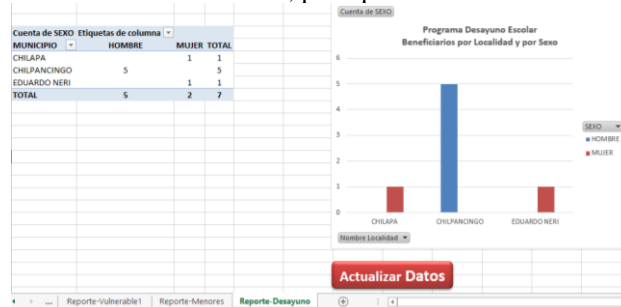 Cuenta de SEXO
Cuenta de SEXO Etiquetas de columna
MUNICIPIO HOMBRE MUJER TOTAL
CHILAPA 1 1
CHILPANCINGO 5 5
EDUARDO NERI 1 1
TOTAL 5 2 7
Programa Desayuno Escolar
Beneficiarios por Localidad y por Sexo
6
5
4
3
2
1
0
CHILAPA CHILPANCINGO EDUARDO NERI
SEXO
HOMBRE
MUJER
Nombre Localidad
Actualizar Datos
... Reporte-Vulnerable1 Reporte-Menores Reporte-Desayuno